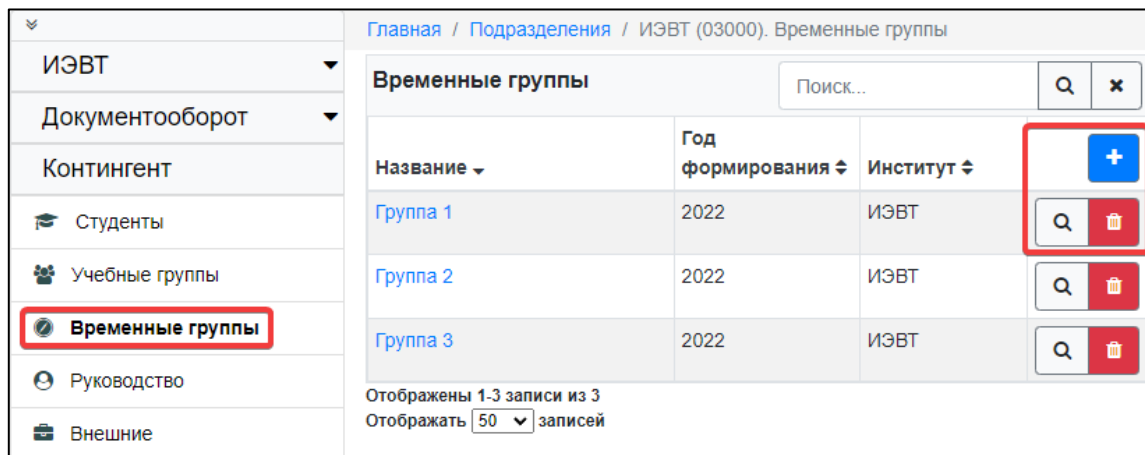 Главная / Подразделения / ИЭВТ (03000). Временные группы
ИЭВТ
Документооборот
Контингент
Студенты
Учебные группы
Временные группы
Руководство
Внешние
Временные группы
Поиск...
Название
Год формирования
Институт
Группа 1 2022 ИЭВТ
Группа 2 2022 ИЭВТ
Группа 3 2022 ИЭВТ
Отображены 1-3 записи из 3
Отображать 50 записей